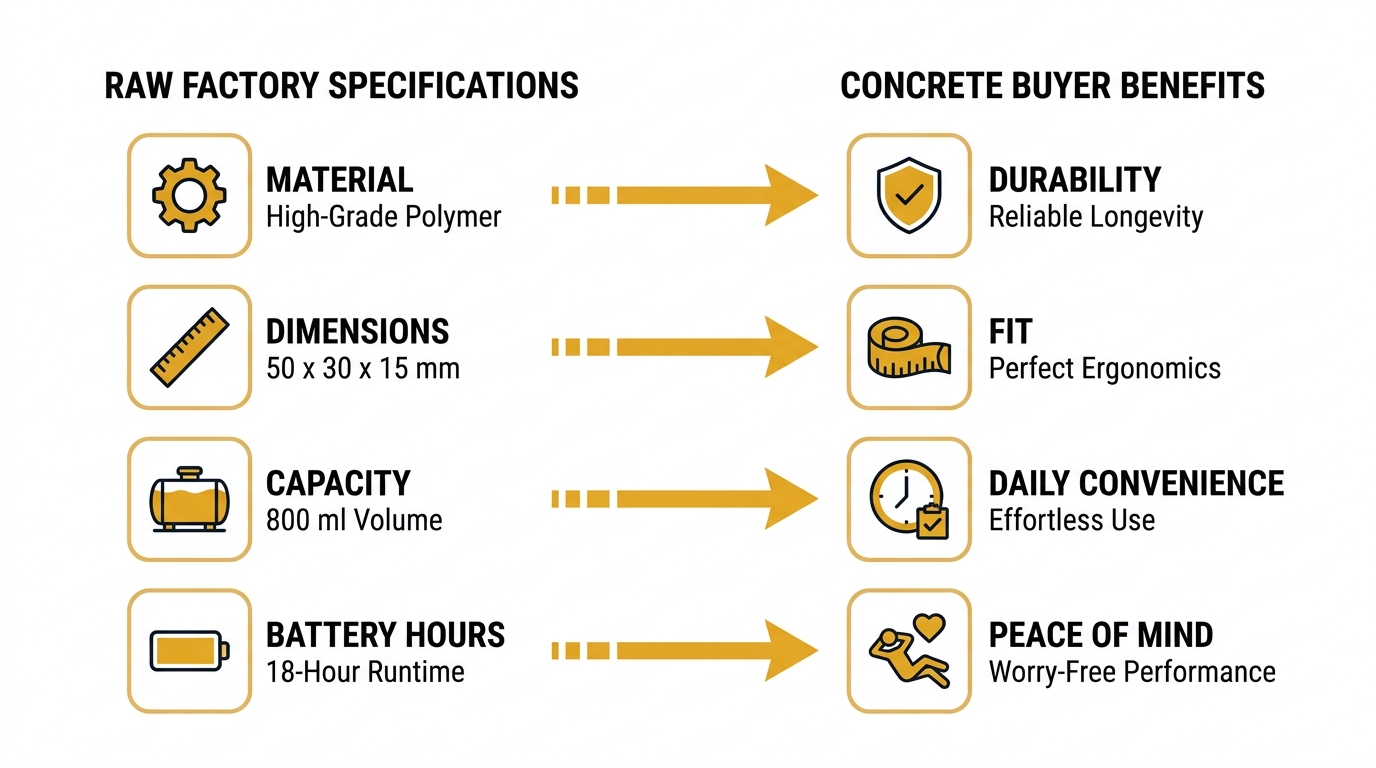 RAW FACTORY SPECIFICATIONS
CONCRETE BUYER BENEFITS
MATERIAL
High-Grade Polymer
DURABILITY
Reliable Longevity
DIMENSIONS
50 x 30 x 15 mm
FIT
Perfect Ergonomics
CAPACITY
800 ml Volume
DAILY CONVENIENCE
Effortless Use
BATTERY HOURS
18-Hour Runtime
PEACE OF MIND
Worry-Free Performance